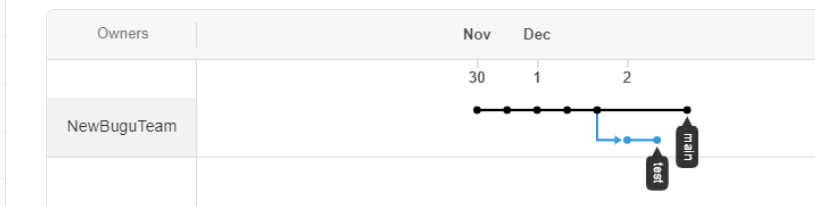 Owners
Nov Dec
30 1 2
NewBuguTeam
main
test